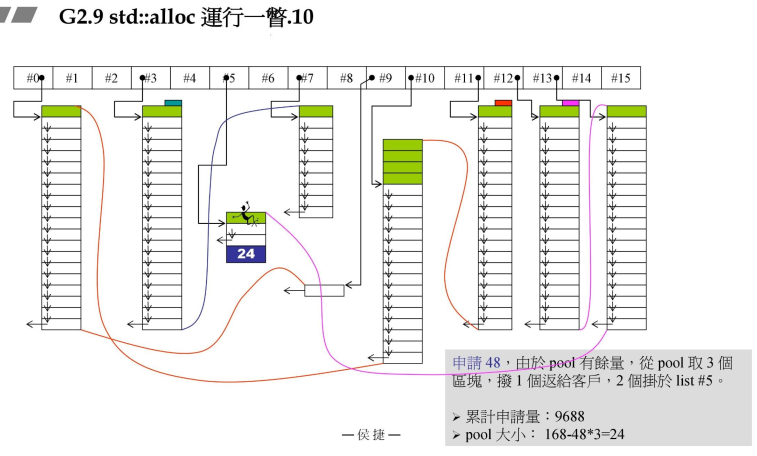 G2.9 std::alloc 運行一瞥.10
#0 #1 #2 #3 #4 #5 #6 #7 #8 #9 #10 #11 #12 #13 #14 #15
24
申請 48，由於 pool 有餘量，從 pool 取 3 個
區塊，撥 1 個返給客戶，2 個掛於 list #5。
➢ 累計申請量：9688
➢ pool 大小： 168-48*3=24
— 侯捷 —